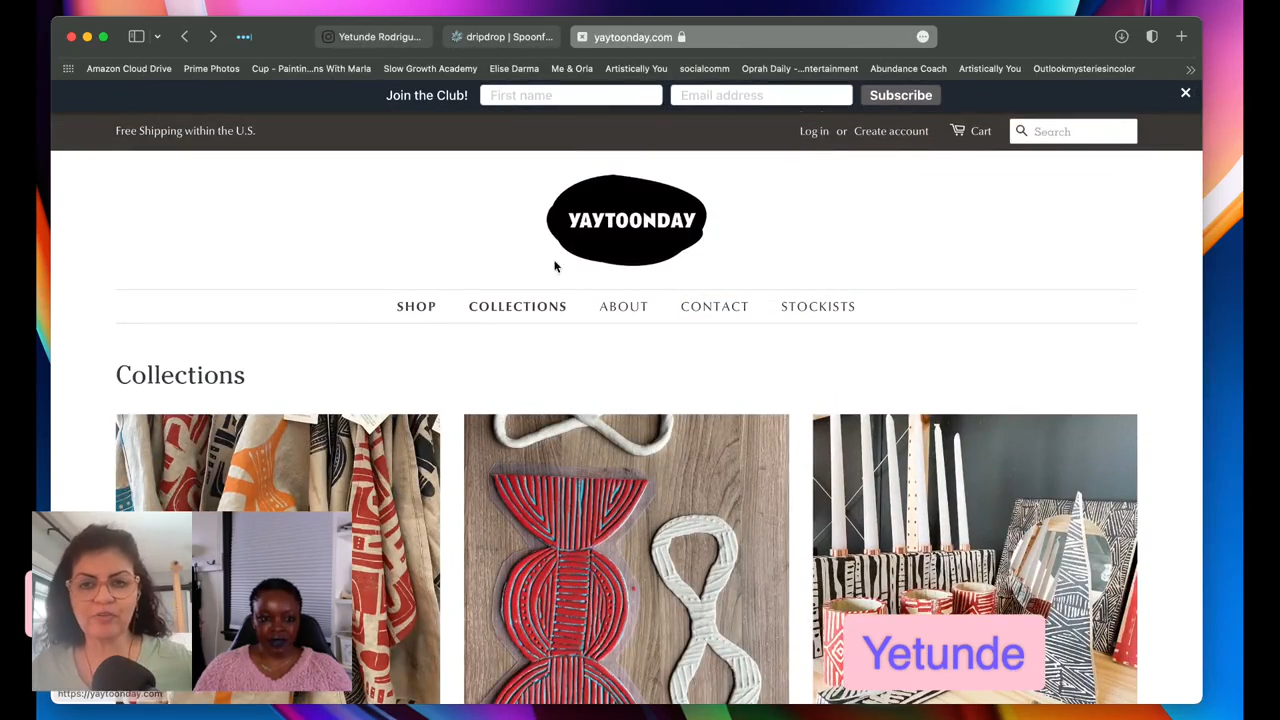 Yetunde Rodrigu...
dripdrop | Spoonf...
yaytoonday.com
Amazon Cloud Drive
Prime Photos
Cup - Paintin...ns With Marla
Slow Growth Academy
Elise Darma
Me & Orla
Artistically You
socialcomm
Oprah Daily -...ntertainment
Abundance Coach
Artistically You
Outlookmysteriesincolor
Join the Club!
First name
Email address
Subscribe
Free Shipping within the U.S.
Log in or Create account
Cart
Search
YAYTOONDAY
SHOP
COLLECTIONS
ABOUT
CONTACT
STOCKISTS
Collections
Yetunde
https://yaytoonday.com